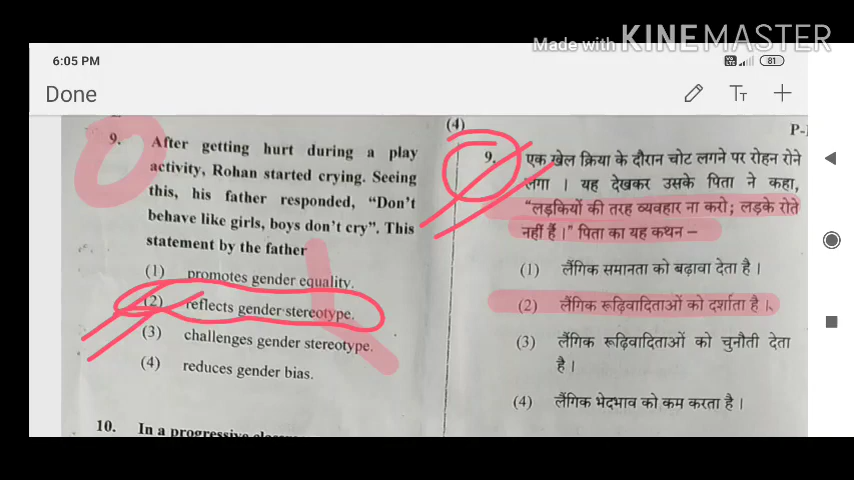 Made with KINEMASTER
6:05 PM
81
Done
TT
(4)
P-
9. After getting hurt during a play
activity, Rohan started crying. Seeing
this, his father responded, “Don’t
behave like girls, boys don’t cry”. This
statement by the father
(1) promotes gender equality.
(2) reflects gender stereotype.
(3) challenges gender stereotype.
(4) reduces gender bias.
10. In a progressive
9. एक खेल क्रिया के दौरान चोट लगने पर रोहन रोने
लगा । यह देखकर उसके पिता ने कहा,
“लड़कियों की तरह व्यवहार ना करो; लड़के रोते
नहीं हैं ।” पिता का यह कथन –
(1) लैंगिक समानता को बढ़ावा देता है ।
(2) लैंगिक रूढ़िवादिताओं को दर्शाता है ।
(3) लैंगिक रूढ़िवादिताओं को चुनौती देता
है ।
(4) लैंगिक भेदभाव को कम करता है ।